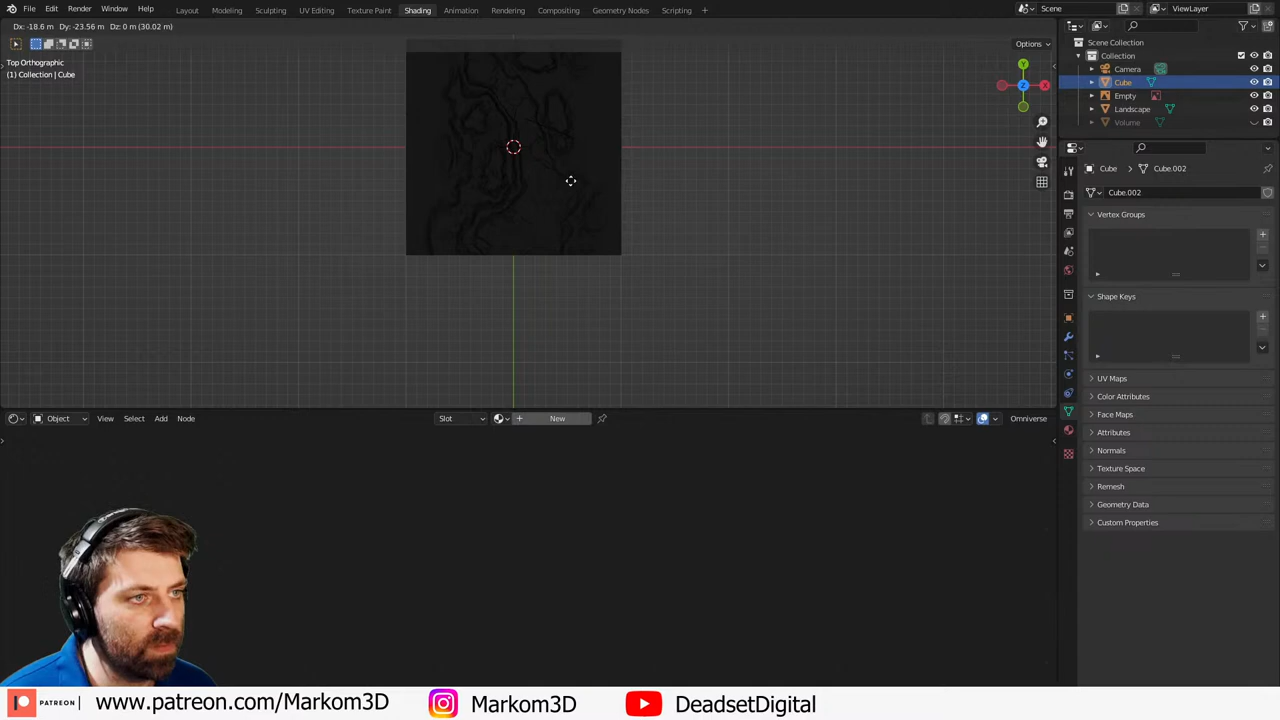 File Edit Render Window Help Layout Modeling Sculpting UV Editing Texture Paint Shading Animation Rendering Compositing Geometry Nodes Scripting Scene ViewLayer
Dx: -18.6 m Dy: -23.56 m Dz: 0 m (30.02 m)
Options
Top Orthographic
(1) Collection | Cube
Y
Z
X
Scene Collection
Collection
Camera
Cube
Empty
Landscape
Volume
Cube Cube.002
Cube.002
Vertex Groups
Shape Keys
UV Maps
Color Attributes
Face Maps
Attributes
Normals
Texture Space
Remesh
Geometry Data
Custom Properties
Object View Select Add Node Slot New Omniverse
PATREON www.patreon.com/Markom3D Markom3D DeadsetDigital